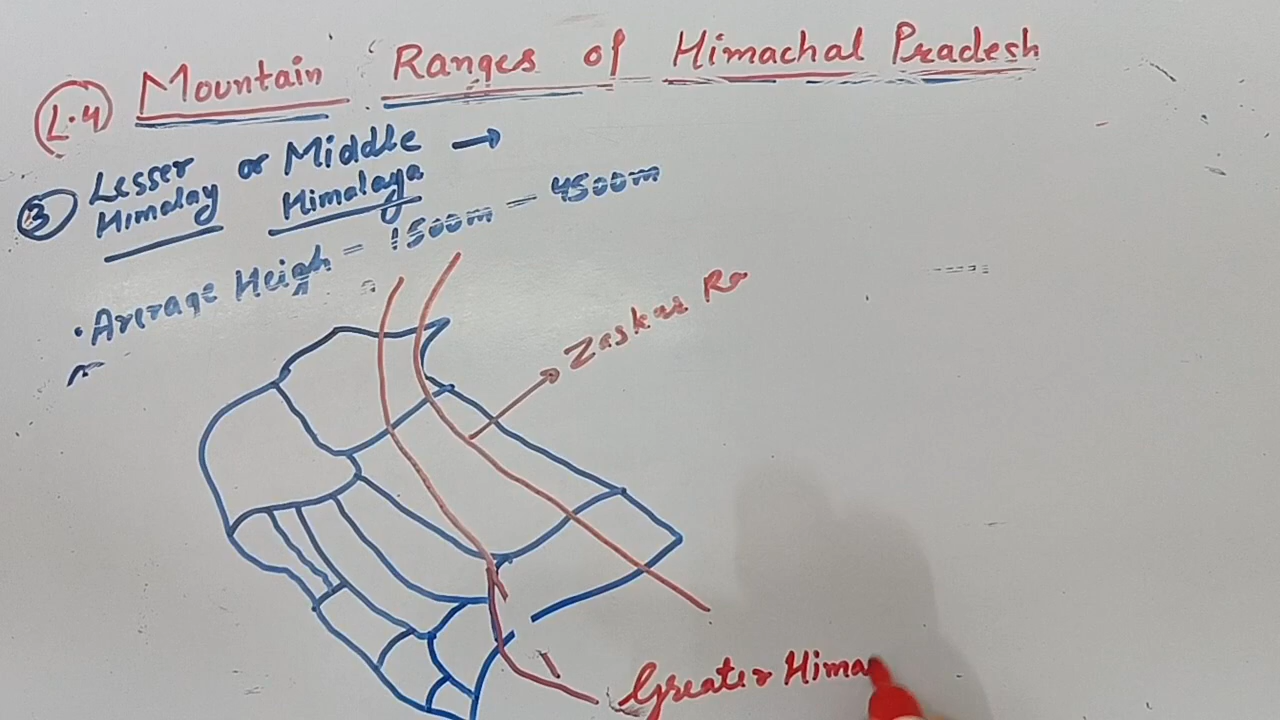 L.4 Mountain Ranges of Himachal Pradesh
③ Lesser or Middle →
Himalay Himalaya
• Average Heigh = 1500m - 4500m
Zaskar Ra
Greater Hima